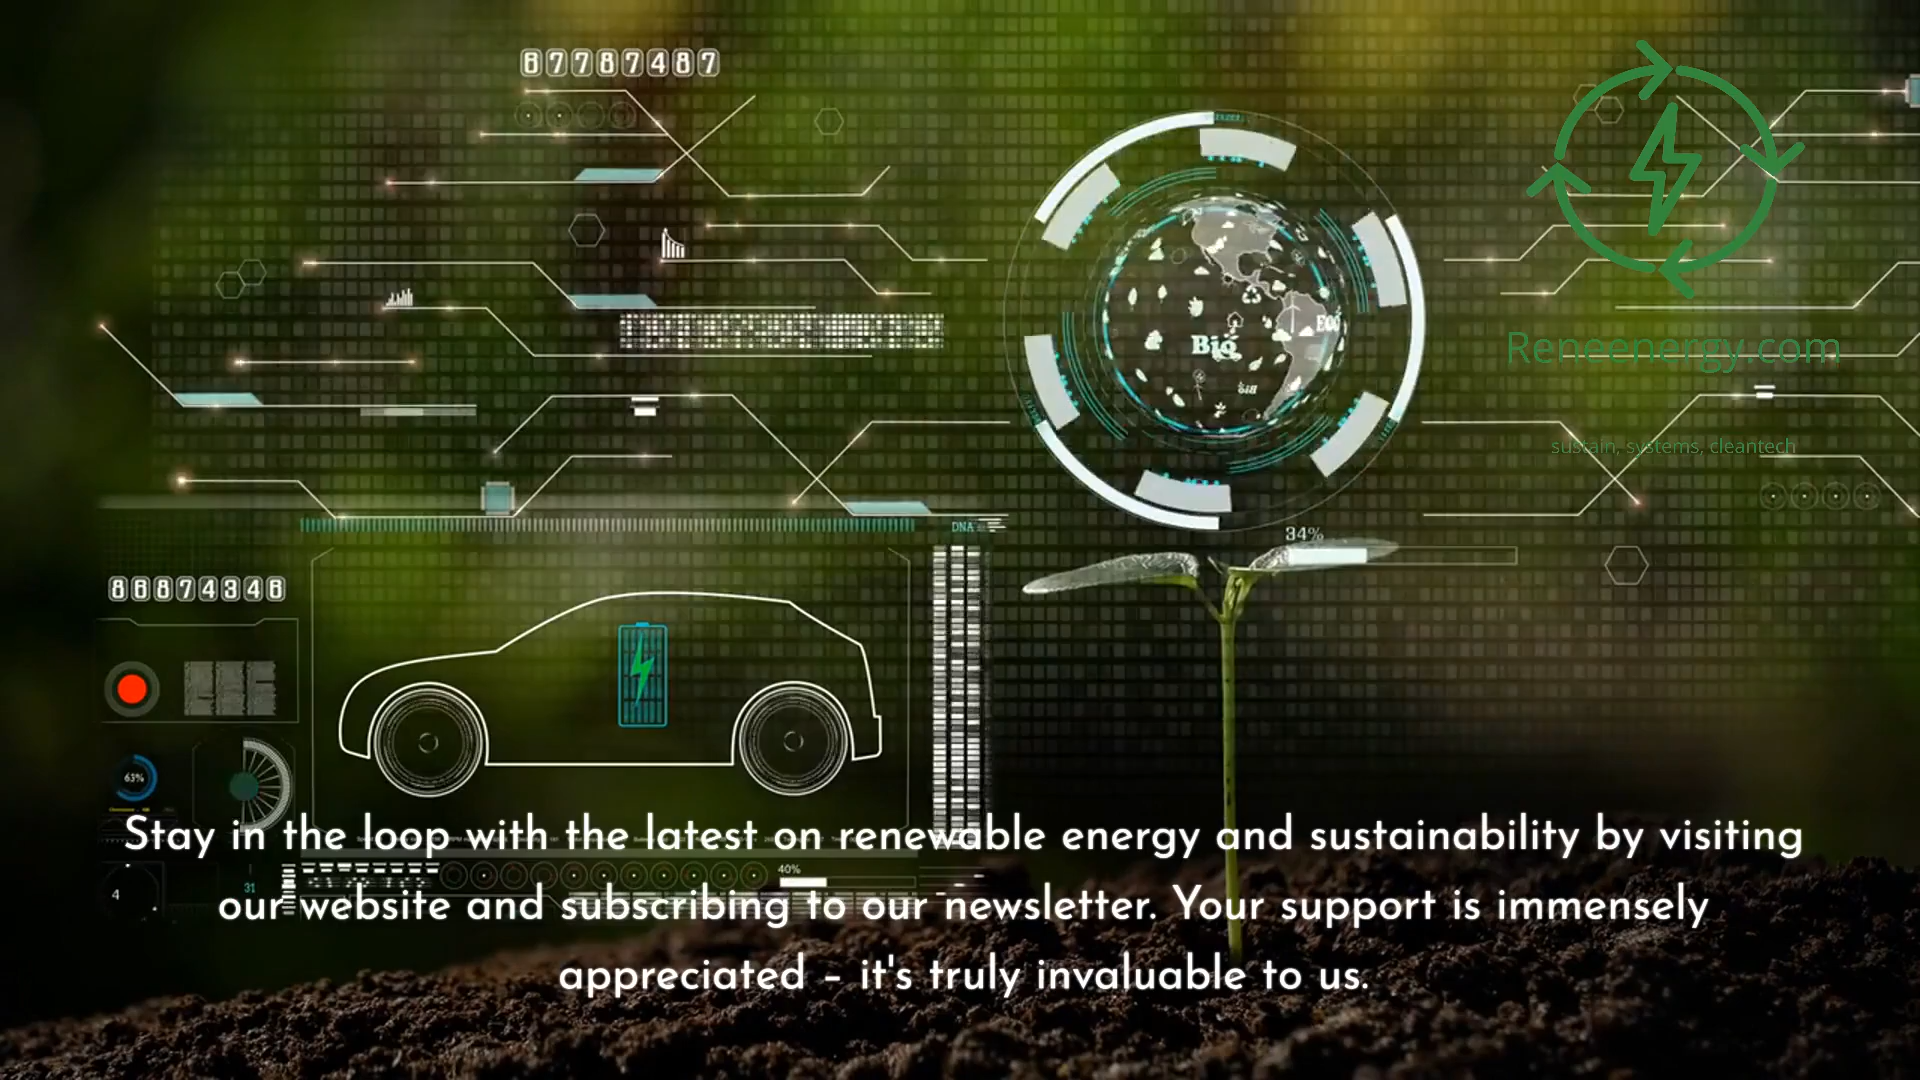 67787487
Big
ECO
Reneenergy.com
sustain, systems, cleantech
DNA
34%
88874346
63%
Stay in the loop with the latest on renewable energy and sustainability by visiting
40%
4
31
our website and subscribing to our newsletter. Your support is immensely
appreciated – it's truly invaluable to us.